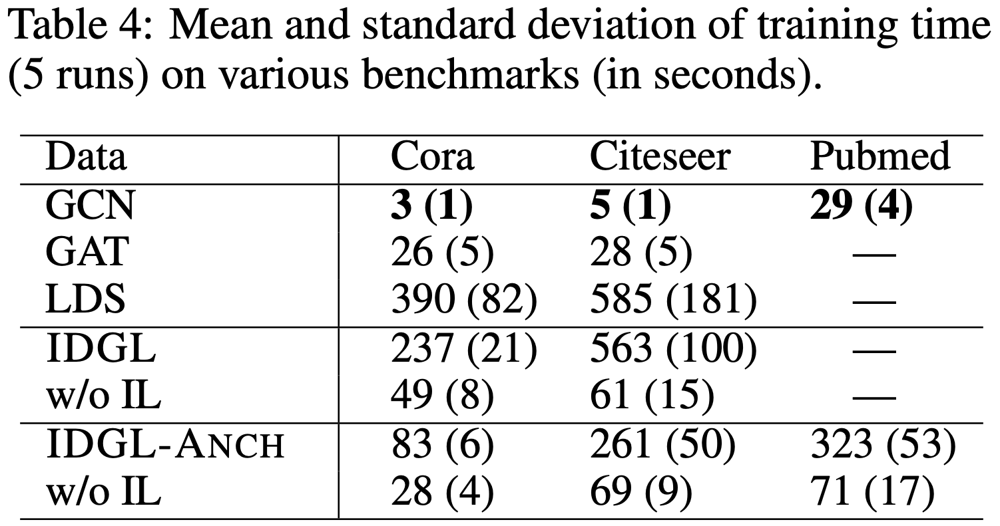 Table 4: Mean and standard deviation of training time
(5 runs) on various benchmarks (in seconds).
Data Cora Citeseer Pubmed
GCN 3 (1) 5 (1) 29 (4)
GAT 26 (5) 28 (5) —
LDS 390 (82) 585 (181) —
IDGL 237 (21) 563 (100) —
w/o IL 49 (8) 61 (15) —
IDGL-ANCH 83 (6) 261 (50) 323 (53)
w/o IL 28 (4) 69 (9) 71 (17)